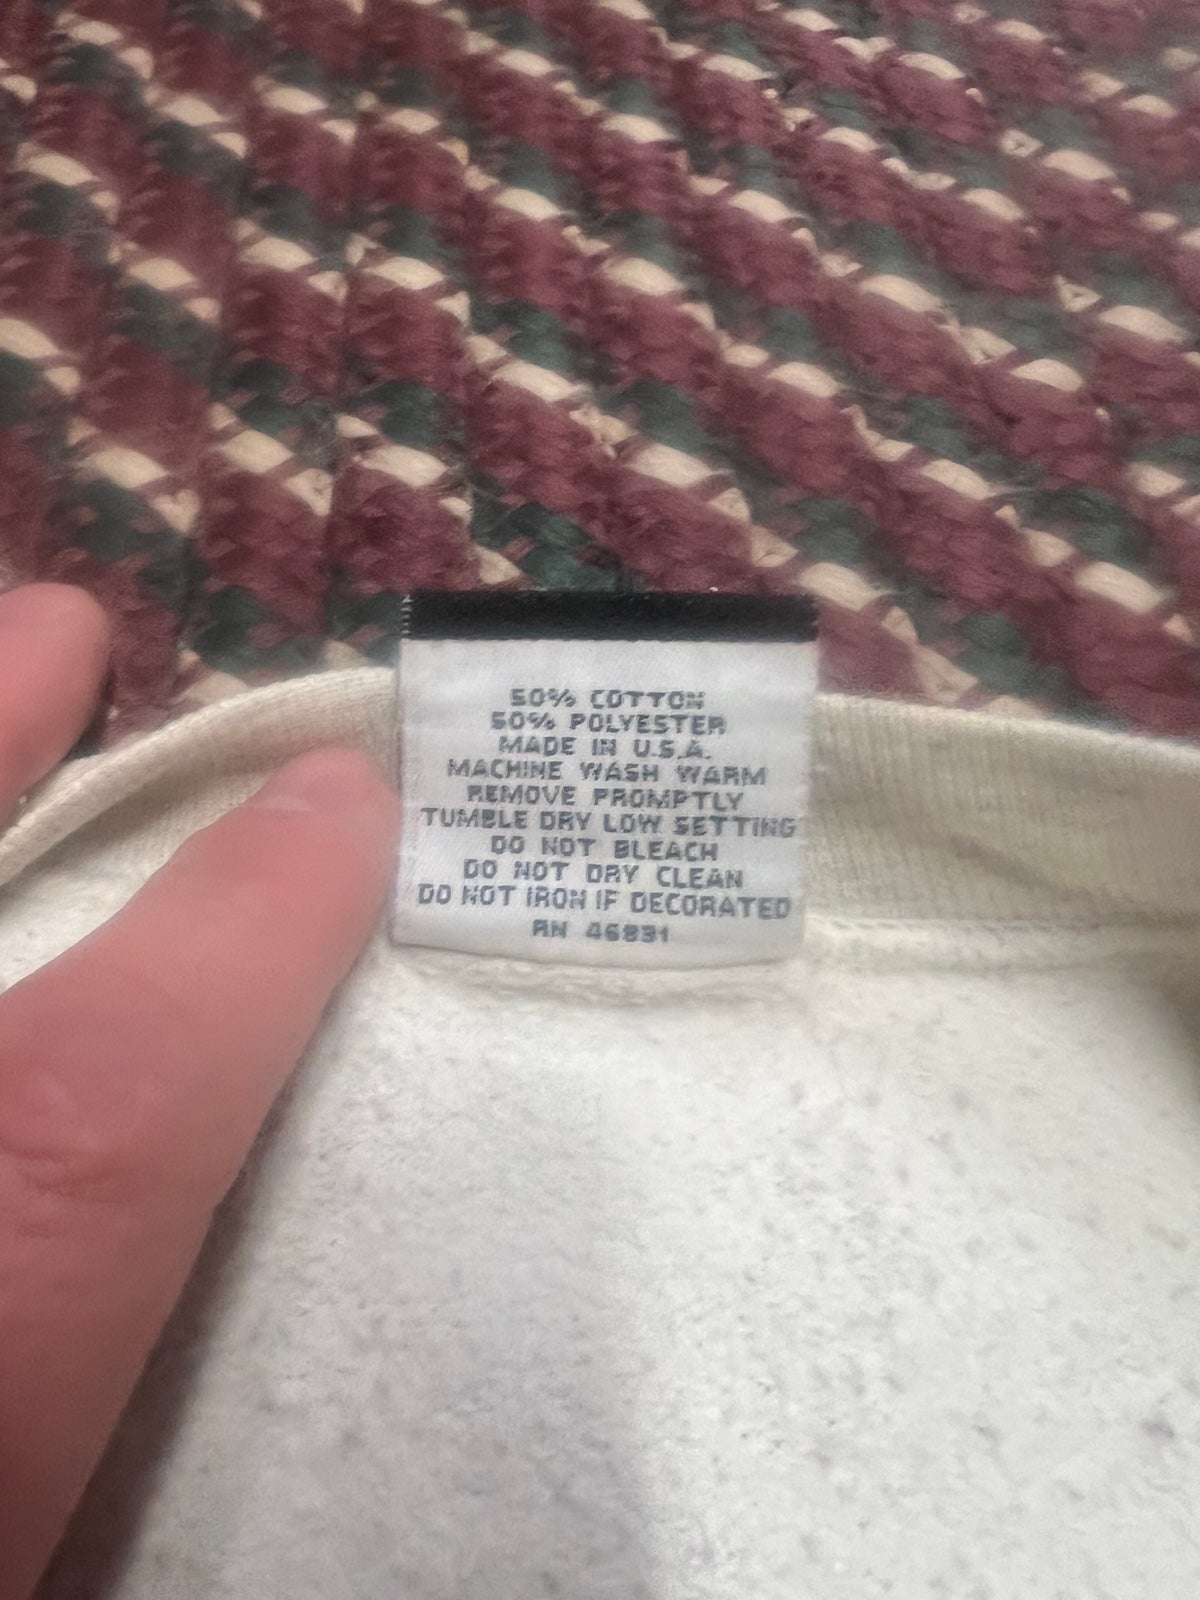 50% COTTON
50% POLYESTER
MADE IN U.S.A.
MACHINE WASH WARM
REMOVE PROMPTLY
TUMBLE DRY LOW SETTING
DO NOT BLEACH
DO NOT DRY CLEAN
DO NOT IRON IF DECORATED
RN 46831